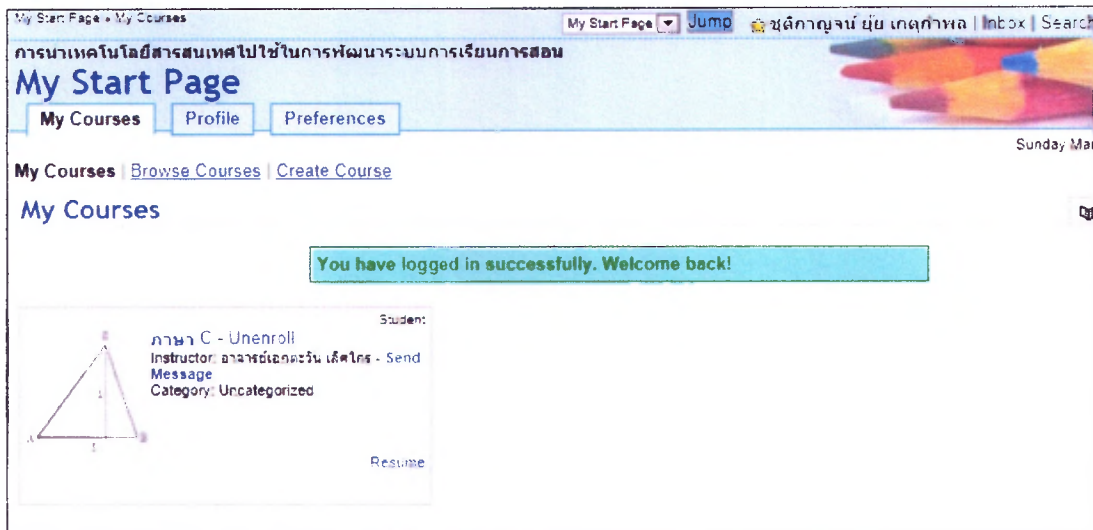 My Start Page » My Courses
My Start Page Jump ชุติกาญจน์ ยุ่ย เกตุกำพล | Inbox | Search
การนำเทคโนโลยีสารสนเทศไปใช้ในการพัฒนาระบบการเรียนการสอน
My Start Page
My Courses Profile Preferences
Sunday Mar
My Courses | Browse Courses | Create Course
My Courses
You have logged in successfully. Welcome back!
Student
ภาษา C - Unenroll
Instructor: อาจารย์เอกตะวัน เลิศไกร - Send
Message
Category: Uncategorized
Resume